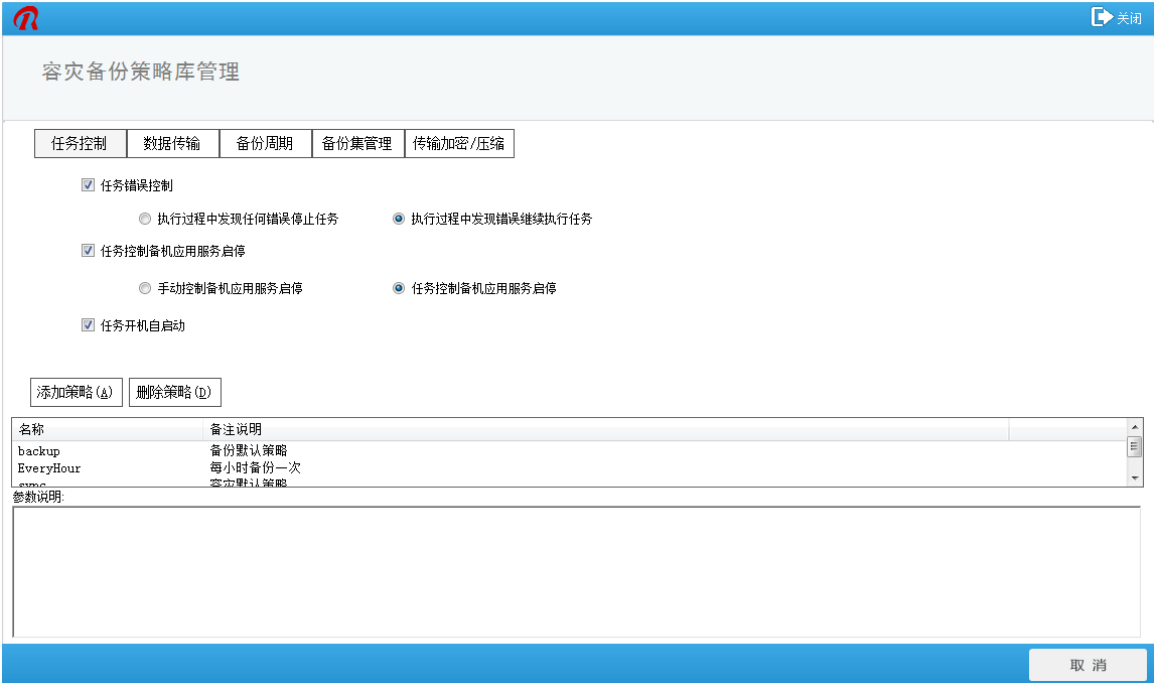 关闭
容灾备份策略库管理
任务控制 数据传输 备份周期 备份集管理 传输加密/压缩
任务错误控制
执行过程中发现任何错误停止任务 执行过程中发现错误继续执行任务
任务控制备机应用服务启停
手动控制备机应用服务启停 任务控制备机应用服务启停
任务开机自启动
添加策略(A) 删除策略(D)
名称 备注说明
backup 备份默认策略
EveryHour 每小时备份一次
sync 容灾默认策略
参数说明:
取消